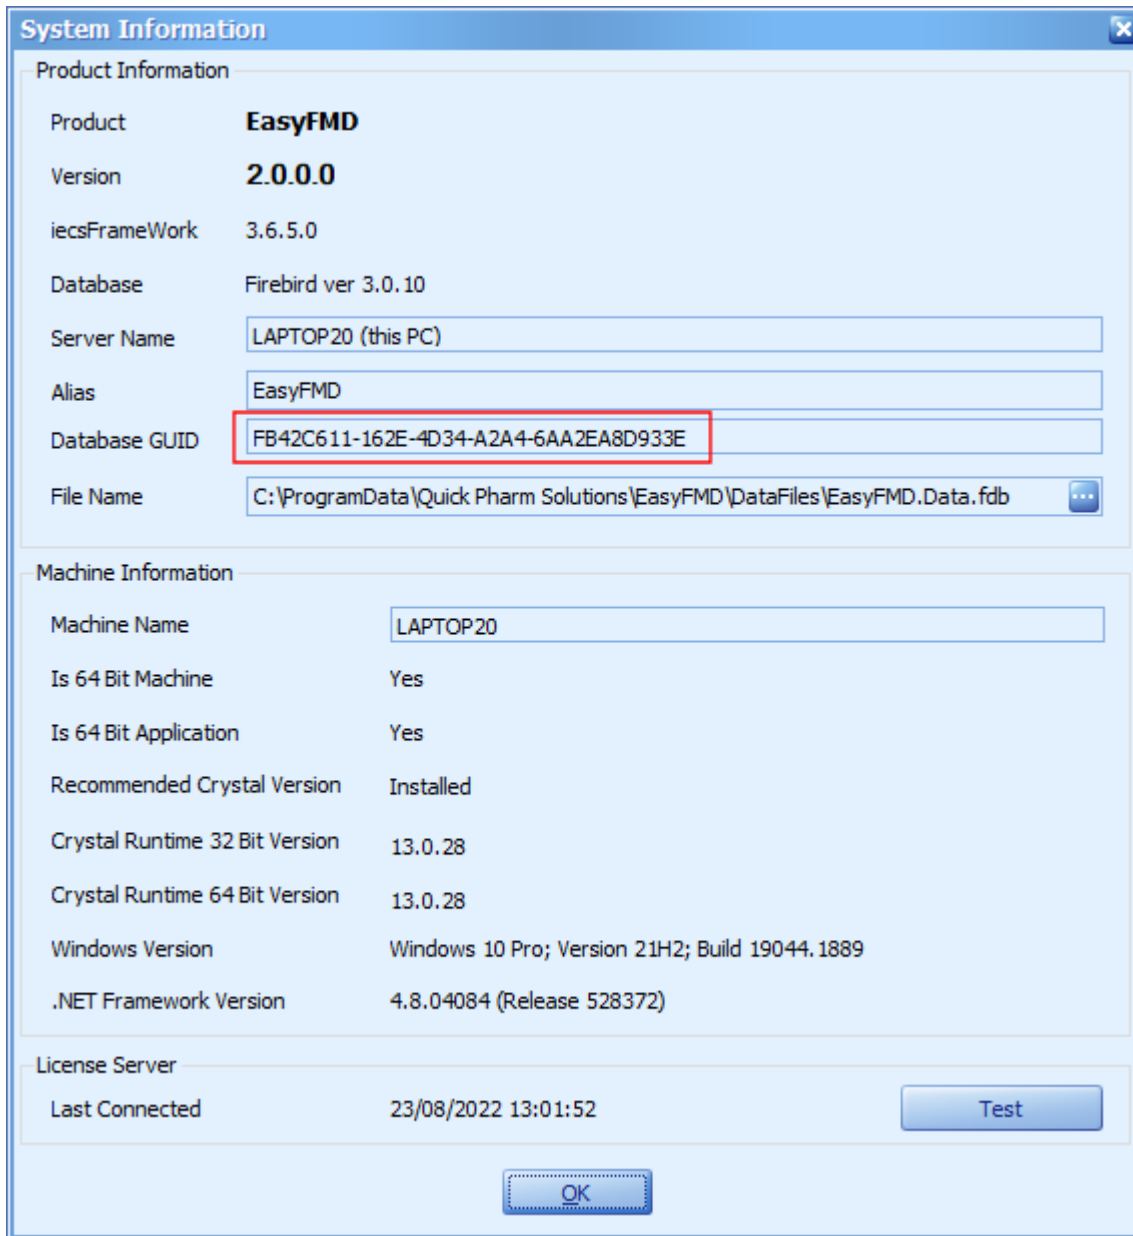 System Information
Product Information
Product EasyFMD
Version 2.0.0.0
iecsFrameWork 3.6.5.0
Database Firebird ver 3.0.10
Server Name LAPTOP20 (this PC)
Alias EasyFMD
Database GUID FB42C611-162E-4D34-A2A4-6AA2EA8D933E
File Name C:\ProgramData\Quick Pharm Solutions\EasyFMD\DataFiles\EasyFMD.Data.fdb ...
Machine Information
Machine Name LAPTOP20
Is 64 Bit Machine Yes
Is 64 Bit Application Yes
Recommended Crystal Version Installed
Crystal Runtime 32 Bit Version 13.0.28
Crystal Runtime 64 Bit Version 13.0.28
Windows Version Windows 10 Pro; Version 21H2; Build 19044.1889
.NET Framework Version 4.8.04084 (Release 528372)
License Server
Last Connected 23/08/2022 13:01:52 Test
OK